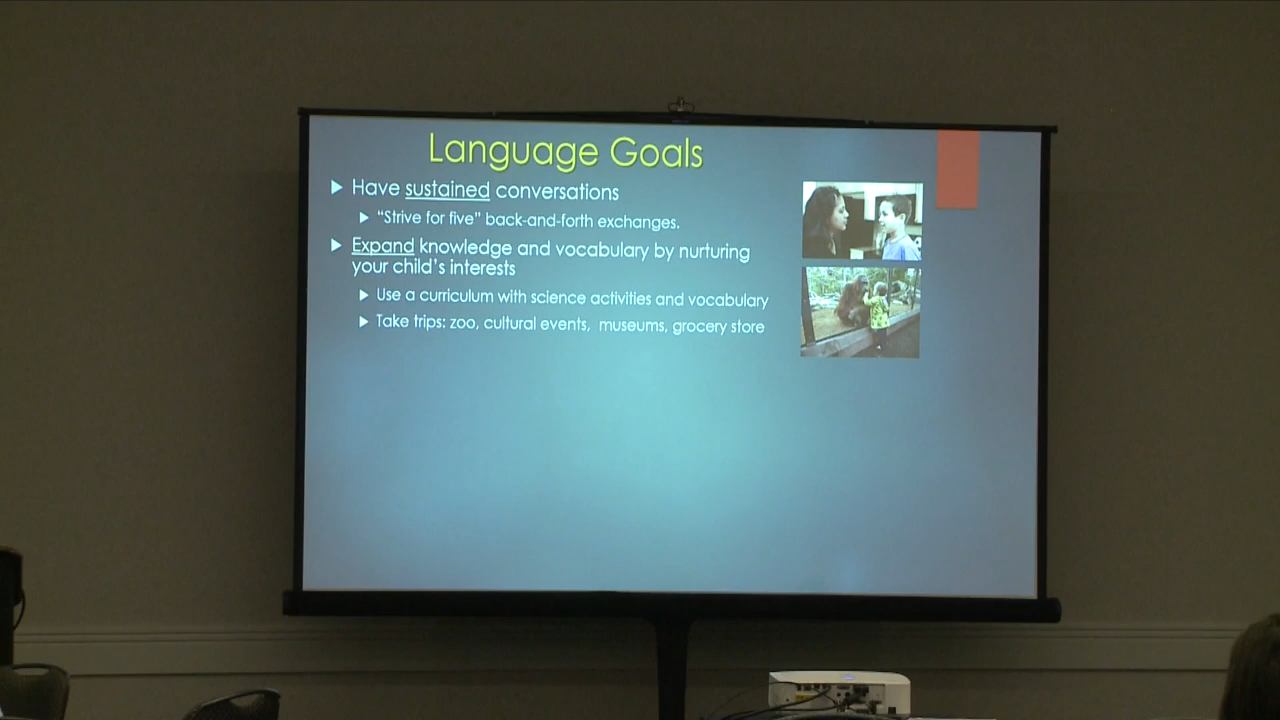 Language Goals
Have sustained conversations
“Strive for five” back-and-forth exchanges.
Expand knowledge and vocabulary by nurturing
your child’s interests
Use a curriculum with science activities and vocabulary
Take trips: zoo, cultural events, museums, grocery store